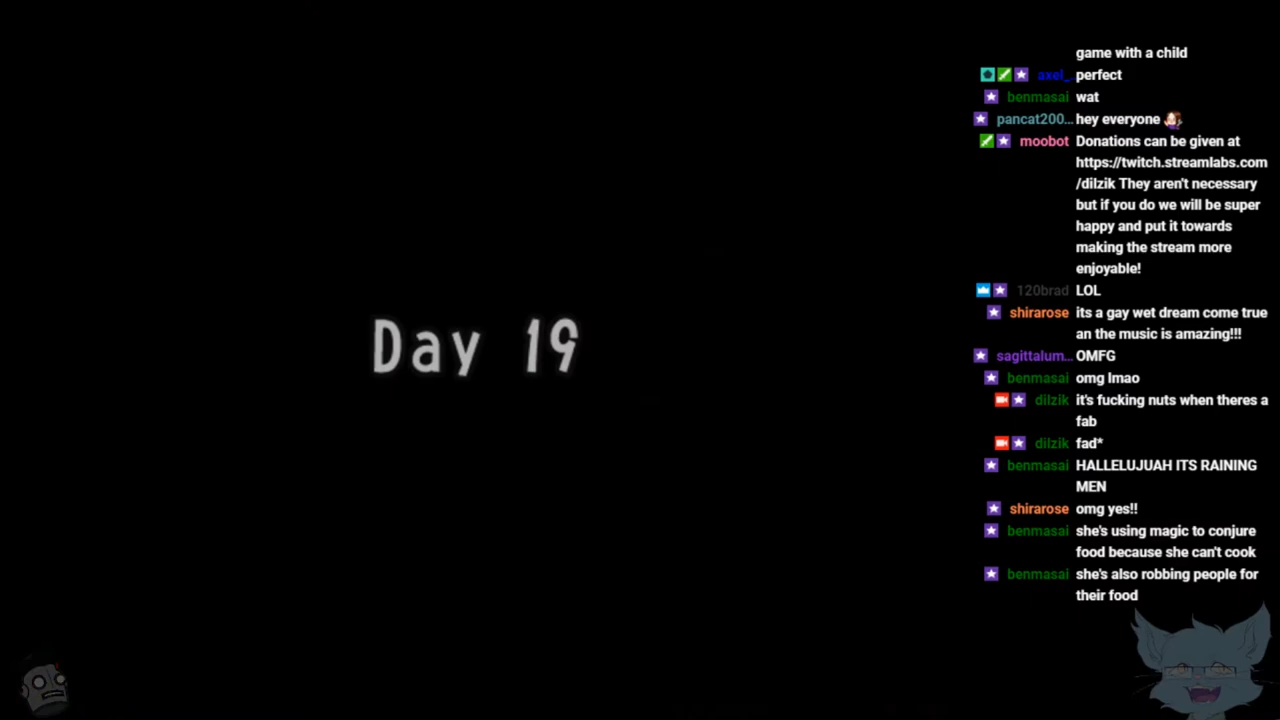 game with a child
axel_... perfect
benmasai wat
pancat200... hey everyone
moobot Donations can be given at
https://twitch.streamlabs.com
/dilzik They aren't necessary
but if you do we will be super
happy and put it towards
making the stream more
enjoyable!
120brad LOL
shirarose its a gay wet dream come true
an the music is amazing!!!
sagittalum... OMFG
benmasai omg lmao
dilzik it's fucking nuts when theres a
fab
dilzik fad*
benmasai HALLELUJUAH ITS RAINING
MEN
shirarose omg yes!!
benmasai she's using magic to conjure
food because she can't cook
benmasai she's also robbing people for
their food
Day 19